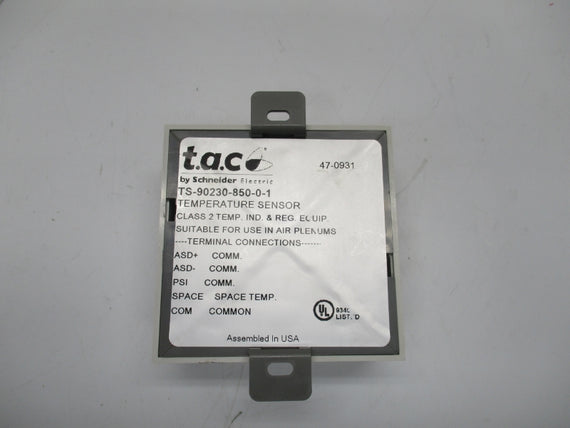 t.a.c
47-0931
by Schneider Electric
TS-90230-850-0-1
TEMPERATURE SENSOR
CLASS 2 TEMP. IND. & REG. EQUIP.
SUITABLE FOR USE IN AIR PLENUMS
----TERMINAL CONNECTIONS------
ASD+ COMM.
ASD- COMM.
PSI COMM.
SPACE SPACE TEMP.
COM COMMON
UL
LIST. D
Assembled In USA